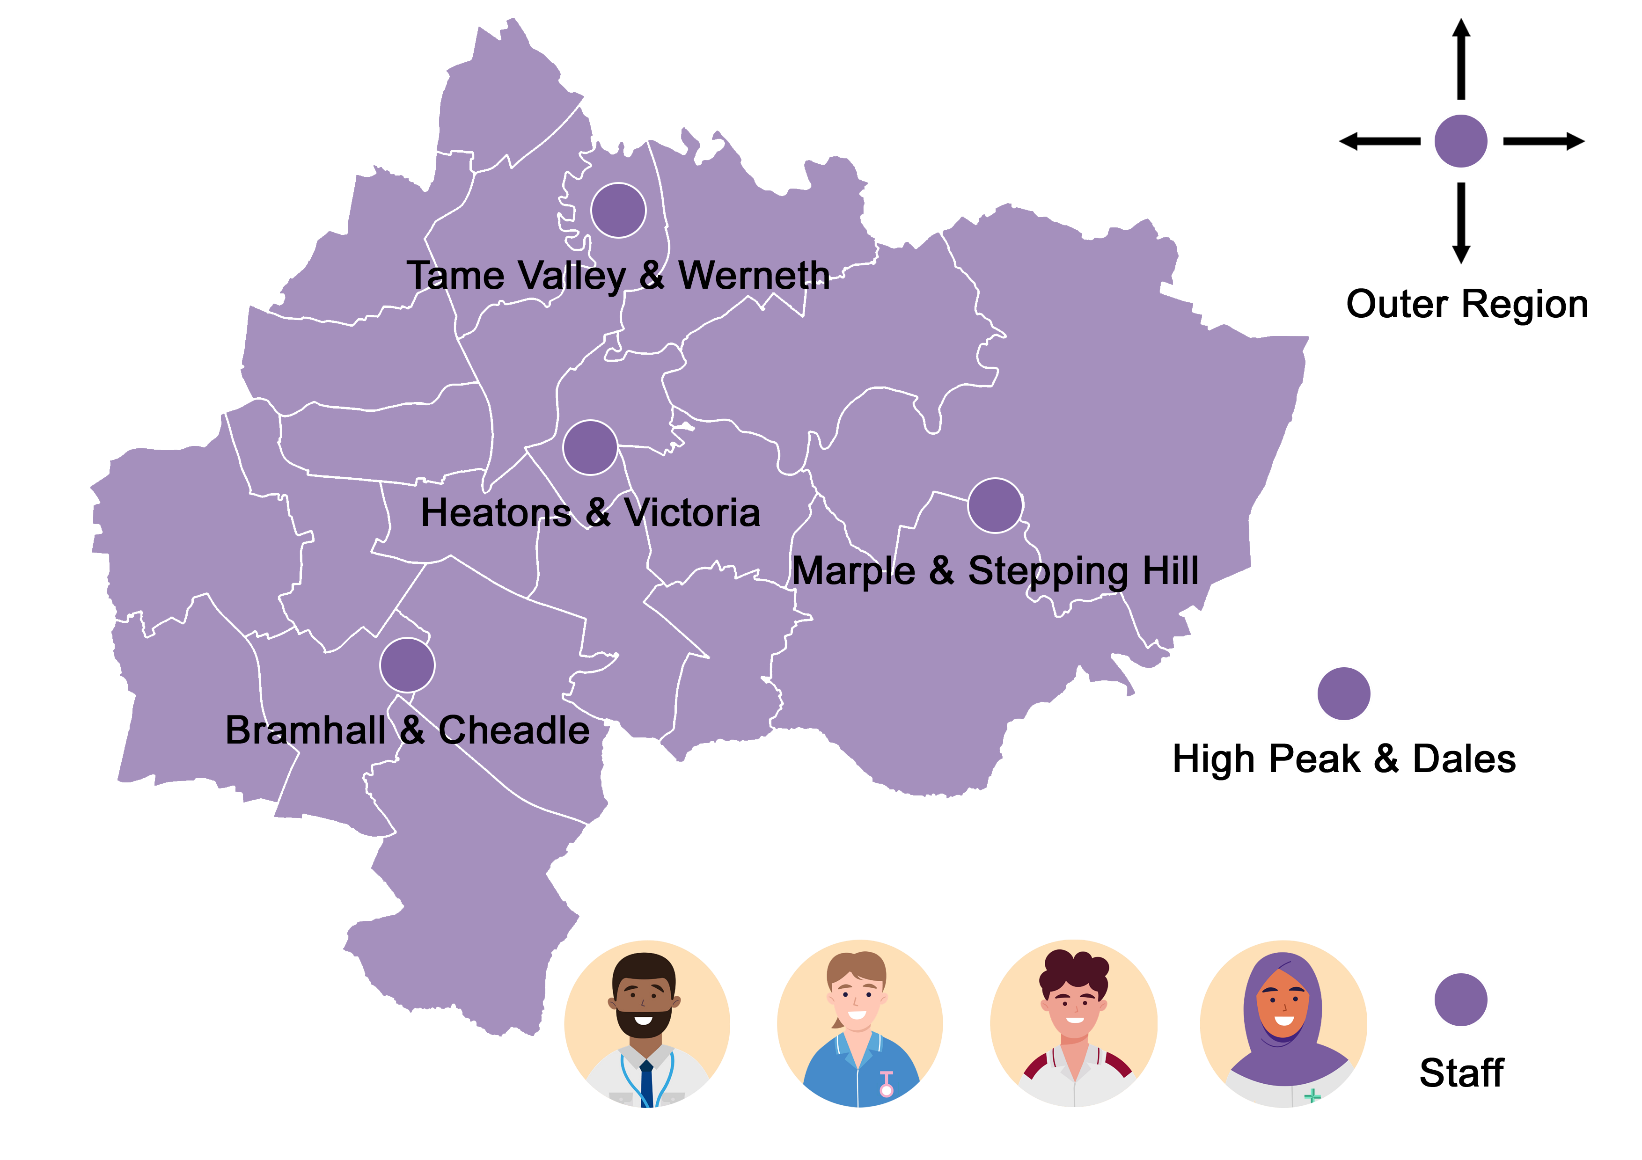 Tame Valley & Werneth
Outer Region
Heatons & Victoria
Marple & Stepping Hill
Bramhall & Cheadle
High Peak & Dales
Staff